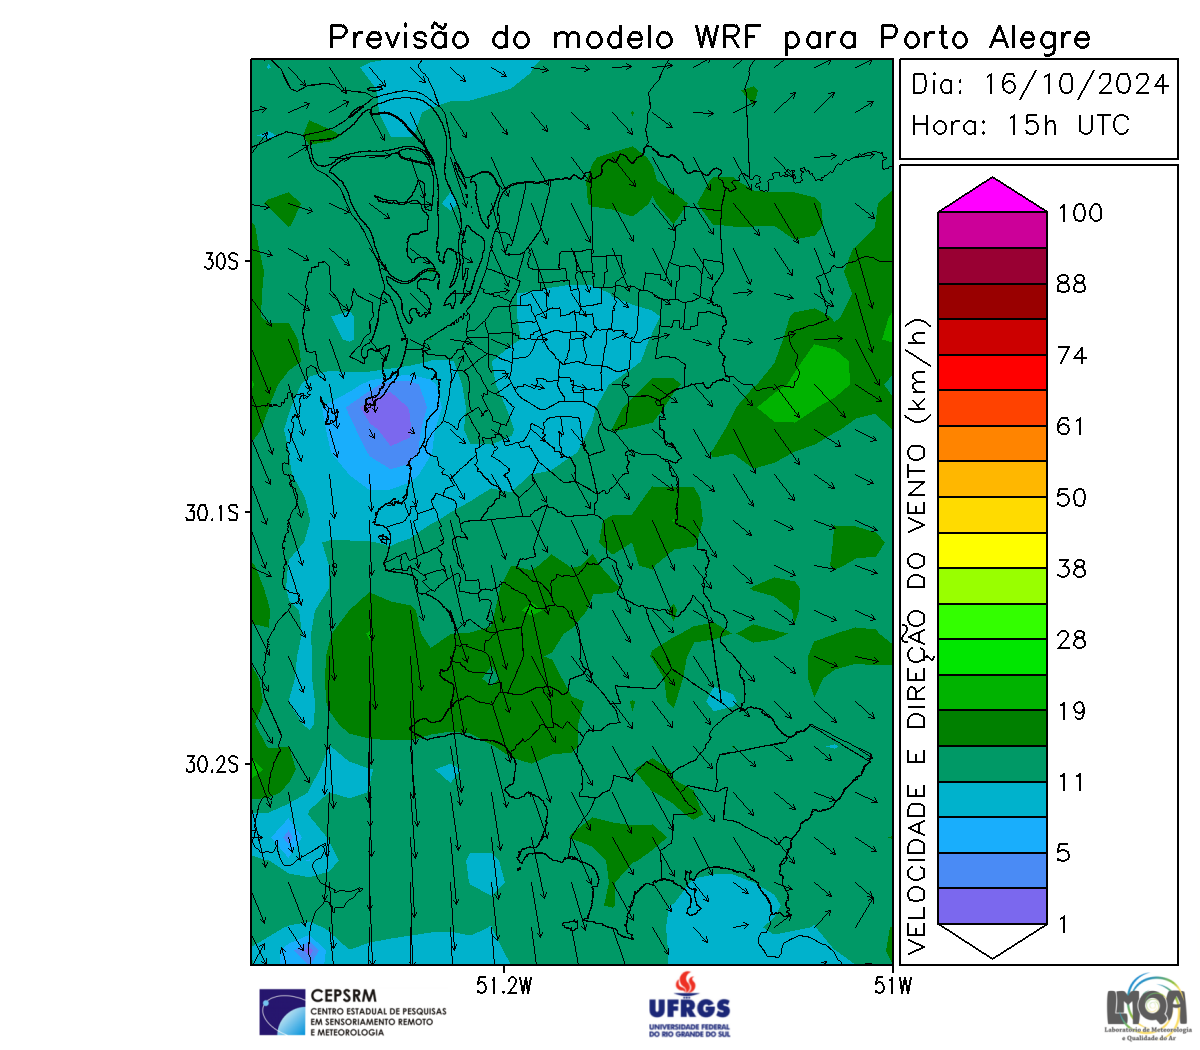 Previsão do modelo WRF para Porto Alegre
Dia: 16/10/2024
Hora: 15h UTC
30S
30.1S
30.2S
51.2W
51W
VELOCIDADE E DIREÇÃO DO VENTO (km/h)
100
88
74
61
50
38
28
19
11
5
1
CEPSRM
CENTRO ESTADUAL DE PESQUISAS
EM SENSORIAMENTO REMOTO
E METEOROLOGIA
UFRGS
UNIVERSIDADE FEDERAL
DO RIO GRANDE DO SUL
LMQA
Laboratório de Meteorologia
e Qualidade do Ar